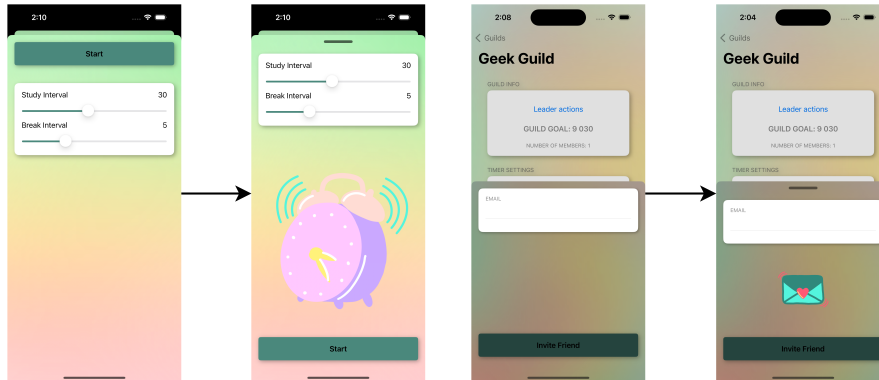 2:10
Start
Study Interval 30
Break Interval 5
2:10
Study Interval 30
Break Interval 5
Start
2:08
Guilds
Geek Guild
GUILD INFO
Leader actions
GUILD GOAL: 9 030
NUMBER OF MEMBERS: 1
TIMER SETTINGS
EMAIL
Invite Friend
2:04
Guilds
Geek Guild
GUILD INFO
Leader actions
GUILD GOAL: 9 030
NUMBER OF MEMBERS: 1
TIMER SETTINGS
EMAIL
Invite Friend